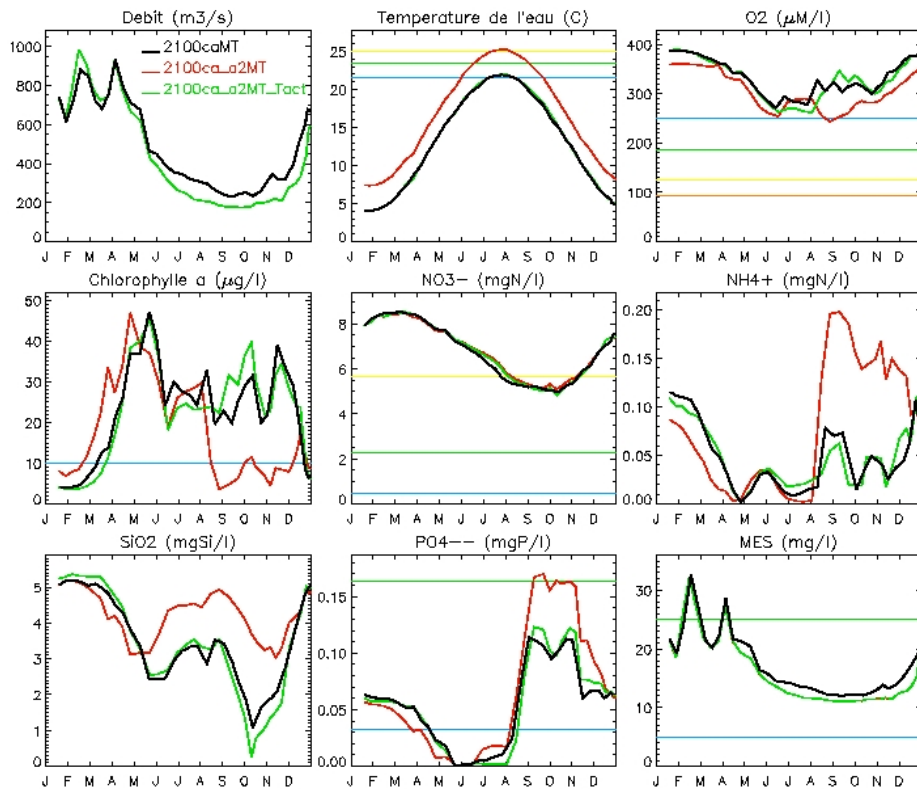 Debit (m3/s)
1000
800
600
400
200
0
2100caMT
2100ca_a2MT
2100ca_a2MT_Tact
J F M A M J J A S O N D
Temperature de l'eau (C)
25
20
15
10
5
0
J F M A M J J A S O N D
O2 (μM/l)
400
300
200
100
0
J F M A M J J A S O N D
Chlorophylle a (μg/l)
50
40
30
20
10
0
J F M A M J J A S O N D
NO3- (mgN/l)
8
6
4
2
0
J F M A M J J A S O N D
NH4+ (mgN/l)
0.20
0.15
0.10
0.05
0.00
J F M A M J J A S O N D
SiO2 (mgSi/l)
5
4
3
2
1
0
J F M A M J J A S O N D
PO4-- (mgP/l)
0.15
0.10
0.05
0.00
J F M A M J J A S O N D
MES (mg/l)
30
20
10
0
J F M A M J J A S O N D